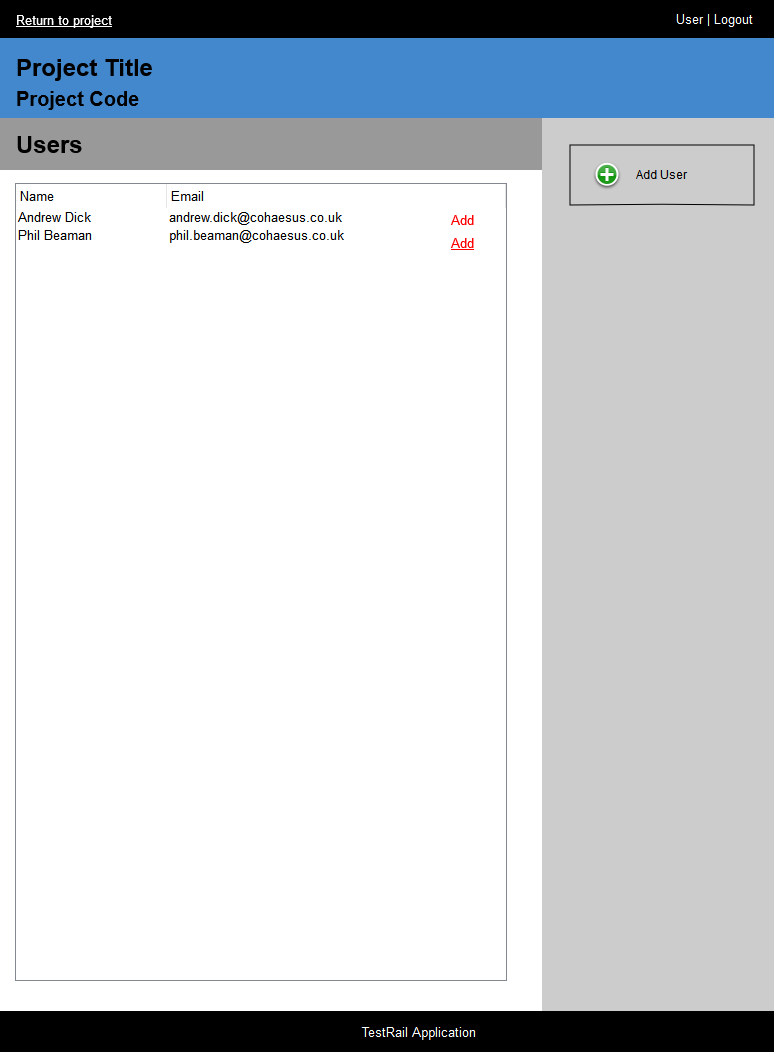 Return to project
User | Logout
Project Title
Project Code
Users
Add User
Name Email
Andrew Dick andrew.dick@cohaesus.co.uk Add
Phil Beaman phil.beaman@cohaesus.co.uk Add
TestRail Application